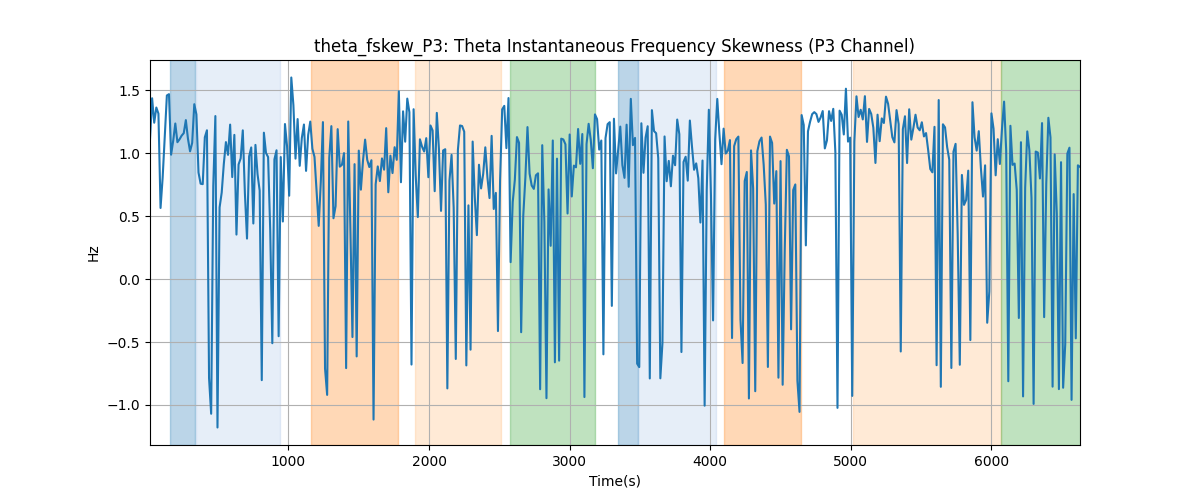 theta_fskew_P3: Theta Instantaneous Frequency Skewness (P3 Channel)
1.5
1.0
0.5
0.0
−0.5
−1.0
Hz
1000 2000 3000 4000 5000 6000
Time(s)